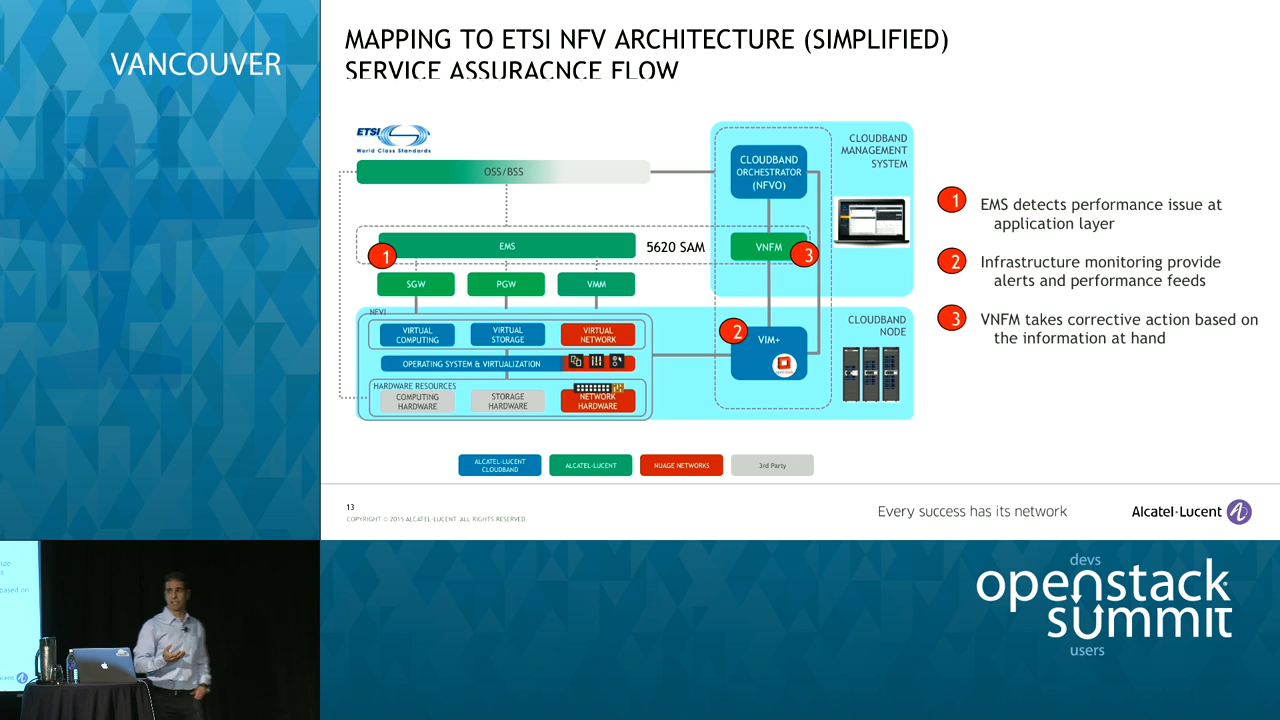 VANCOUVER
MAPPING TO ETSI NFV ARCHITECTURE (SIMPLIFIED)
SERVICE ASSURACNCE FLOW
ETSI
World Class Standards
OSS/BSS
CLOUDBAND
ORCHESTRATOR
(NFVO)
CLOUDBAND
MANAGEMENT
SYSTEM
EMS
5620 SAM
VNFM
1
3
SGW
PGW
VMM
NFVI
VIRTUAL
COMPUTING
VIRTUAL
STORAGE
VIRTUAL
NETWORK
2
VIM+
openstack
CLOUDBAND
NODE
OPERATING SYSTEM & VIRTUALIZATION
HARDWARE RESOURCES
COMPUTING
HARDWARE
STORAGE
HARDWARE
NETWORK
HARDWARE
1 EMS detects performance issue at
application layer
2 Infrastructure monitoring provide
alerts and performance feeds
3 VNFM takes corrective action based on
the information at hand
ALCATEL-LUCENT
CLOUDBAND
ALCATEL-LUCENT
NUAGE NETWORKS
3rd Party
13
COPYRIGHT © 2015 ALCATEL-LUCENT. ALL RIGHTS RESERVED.
Every success has its network
Alcatel·Lucent
devs
openstack
summit
users
based on